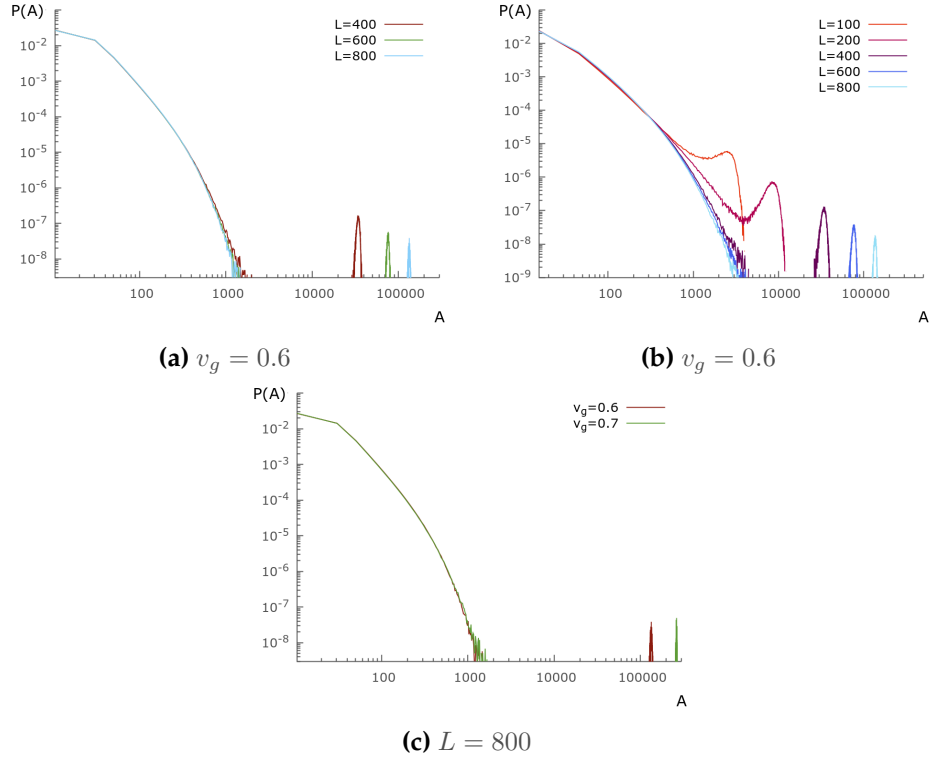 P(A)
L=400
L=600
L=800
10⁻²
10⁻³
10⁻⁴
10⁻⁵
10⁻⁶
10⁻⁷
10⁻⁸
100 1000 10000 100000
A
(a) v_g = 0.6
P(A)
L=100
L=200
L=400
L=600
L=800
10⁻²
10⁻³
10⁻⁴
10⁻⁵
10⁻⁶
10⁻⁷
10⁻⁸
10⁻⁹
100 1000 10000 100000
A
(b) v_g = 0.6
P(A)
v_g=0.6
v_g=0.7
10⁻²
10⁻³
10⁻⁴
10⁻⁵
10⁻⁶
10⁻⁷
10⁻⁸
100 1000 10000 100000
A
(c) L = 800